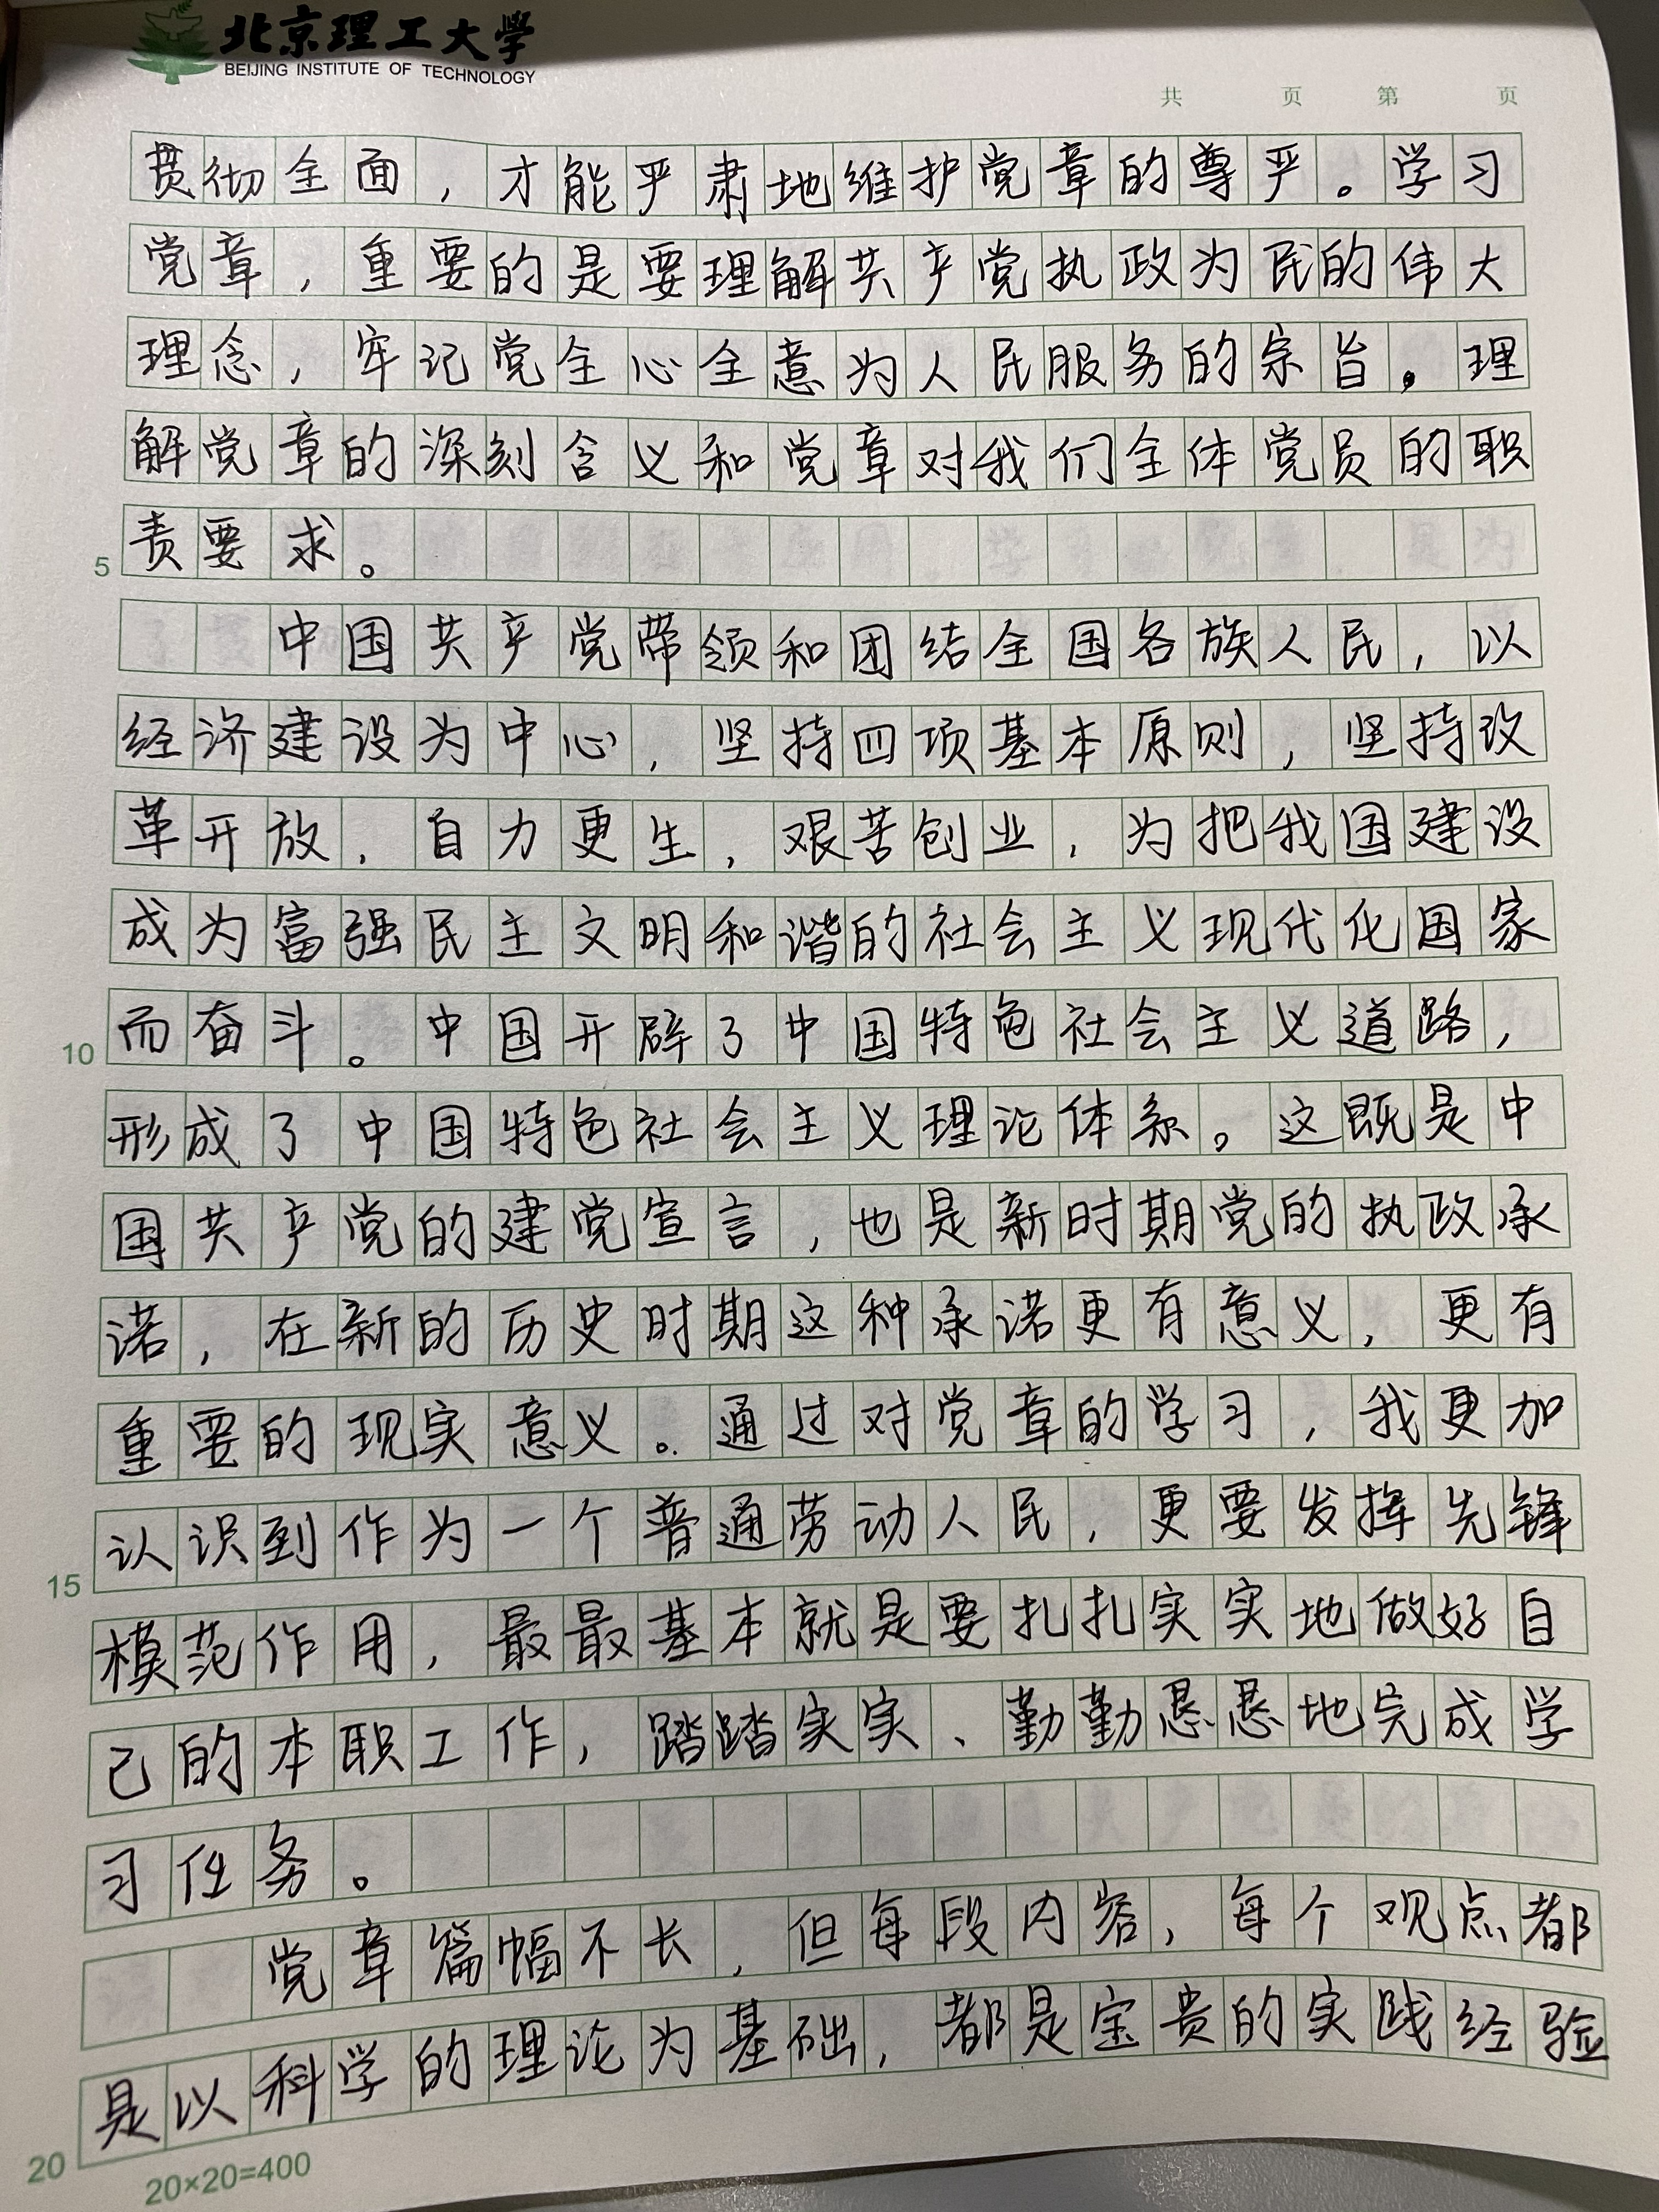 北京理工大学
BEIJING INSTITUTE OF TECHNOLOGY
共 页 第 页
贯彻全面，才能严肃地维护党章的尊严。学习
党章，重要的是要理解共产党执政为民的伟大
理念，牢记党全心全意为人民服务的宗旨。理
解党章的深刻含义和党章对我们全体党员的职
责要求。
5
中国共产党带领和团结全国各族人民，以
经济建设为中心，坚持四项基本原则，坚持改
革开放，自力更生，艰苦创业，为把我国建设
成为富强民主文明和谐的社会主义现代化国家
而奋斗。中国开辟了中国特色社会主义道路，
10
形成了中国特色社会主义理论体系。这既是中
国共产党的建党宣言，也是新时期党的执政承
诺，在新的历史时期这种承诺更有意义，更有
重要的现实意义。通过对党章的学习，我更加
认识到作为一个普通劳动人民，更要发挥先锋
15
模范作用，最最基本就是要扎扎实实地做好自
己的本职工作，踏踏实实、勤勤恳恳地完成学
习任务。
党章篇幅不长，但每段内容，每个观点都
是以科学的理论为基础，都是宝贵的实践经验
20
20×20=400